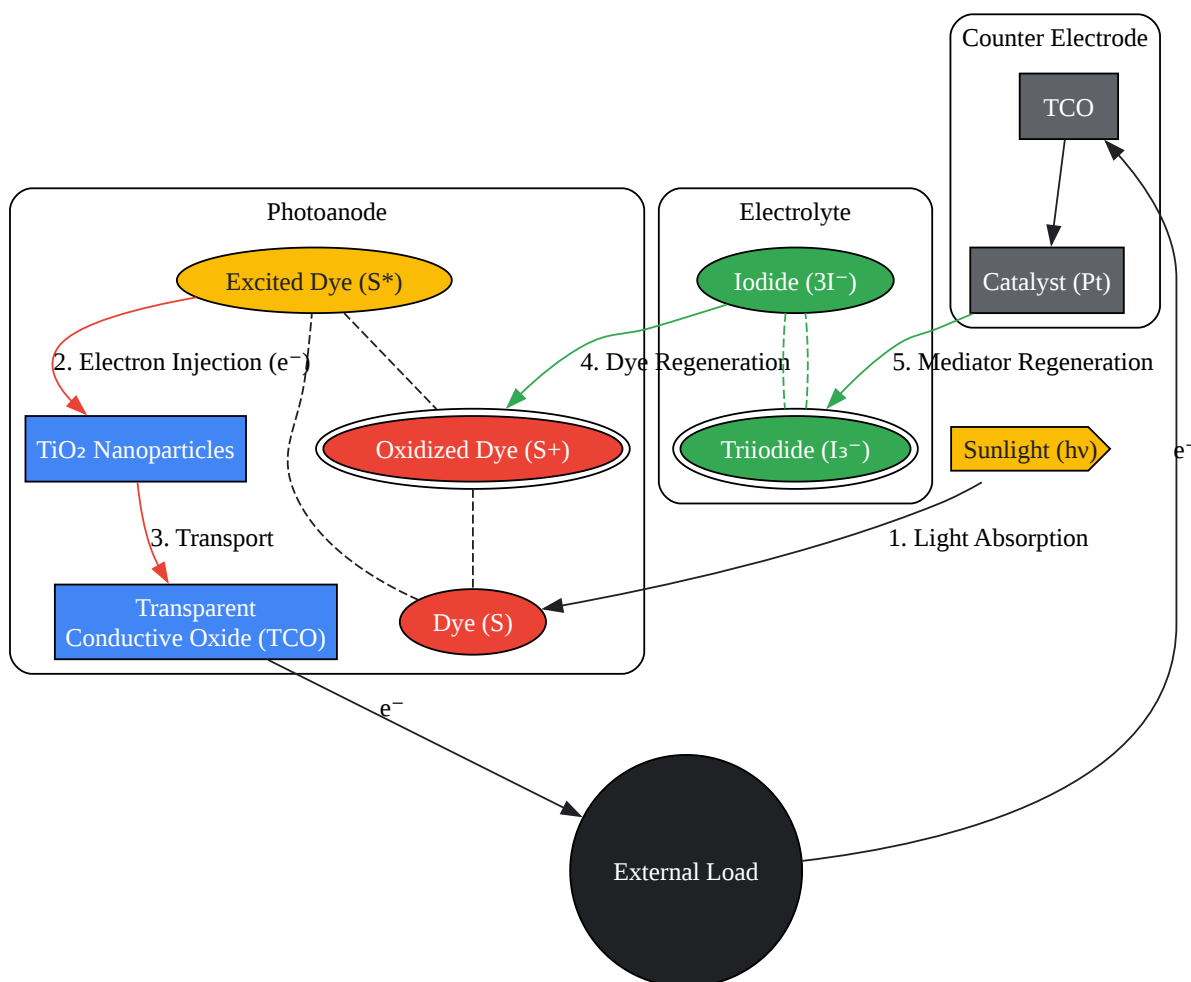 Counter Electrode
TCO
Photoanode
Electrolyte
Excited Dye (S*)
Iodide (3I⁻)
Catalyst (Pt)
2. Electron Injection (e⁻)
4. Dye Regeneration
5. Mediator Regeneration
TiO₂ Nanoparticles
Oxidized Dye (S+)
Triiodide (I₃⁻)
Sunlight (hν)
e⁻
3. Transport
1. Light Absorption
Transparent
Conductive Oxide (TCO)
Dye (S)
e⁻
External Load